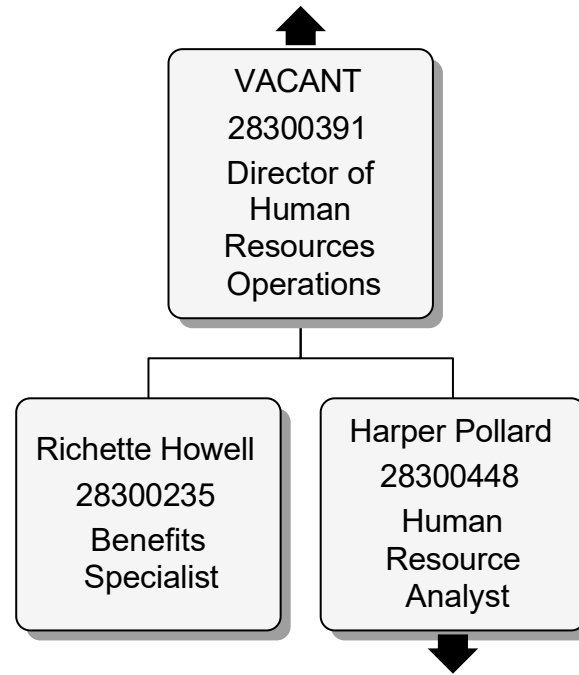 VACANT
28300391
Director of
Human
Resources
Operations
Richette Howell
28300235
Benefits
Specialist
Harper Pollard
28300448
Human
Resource
Analyst